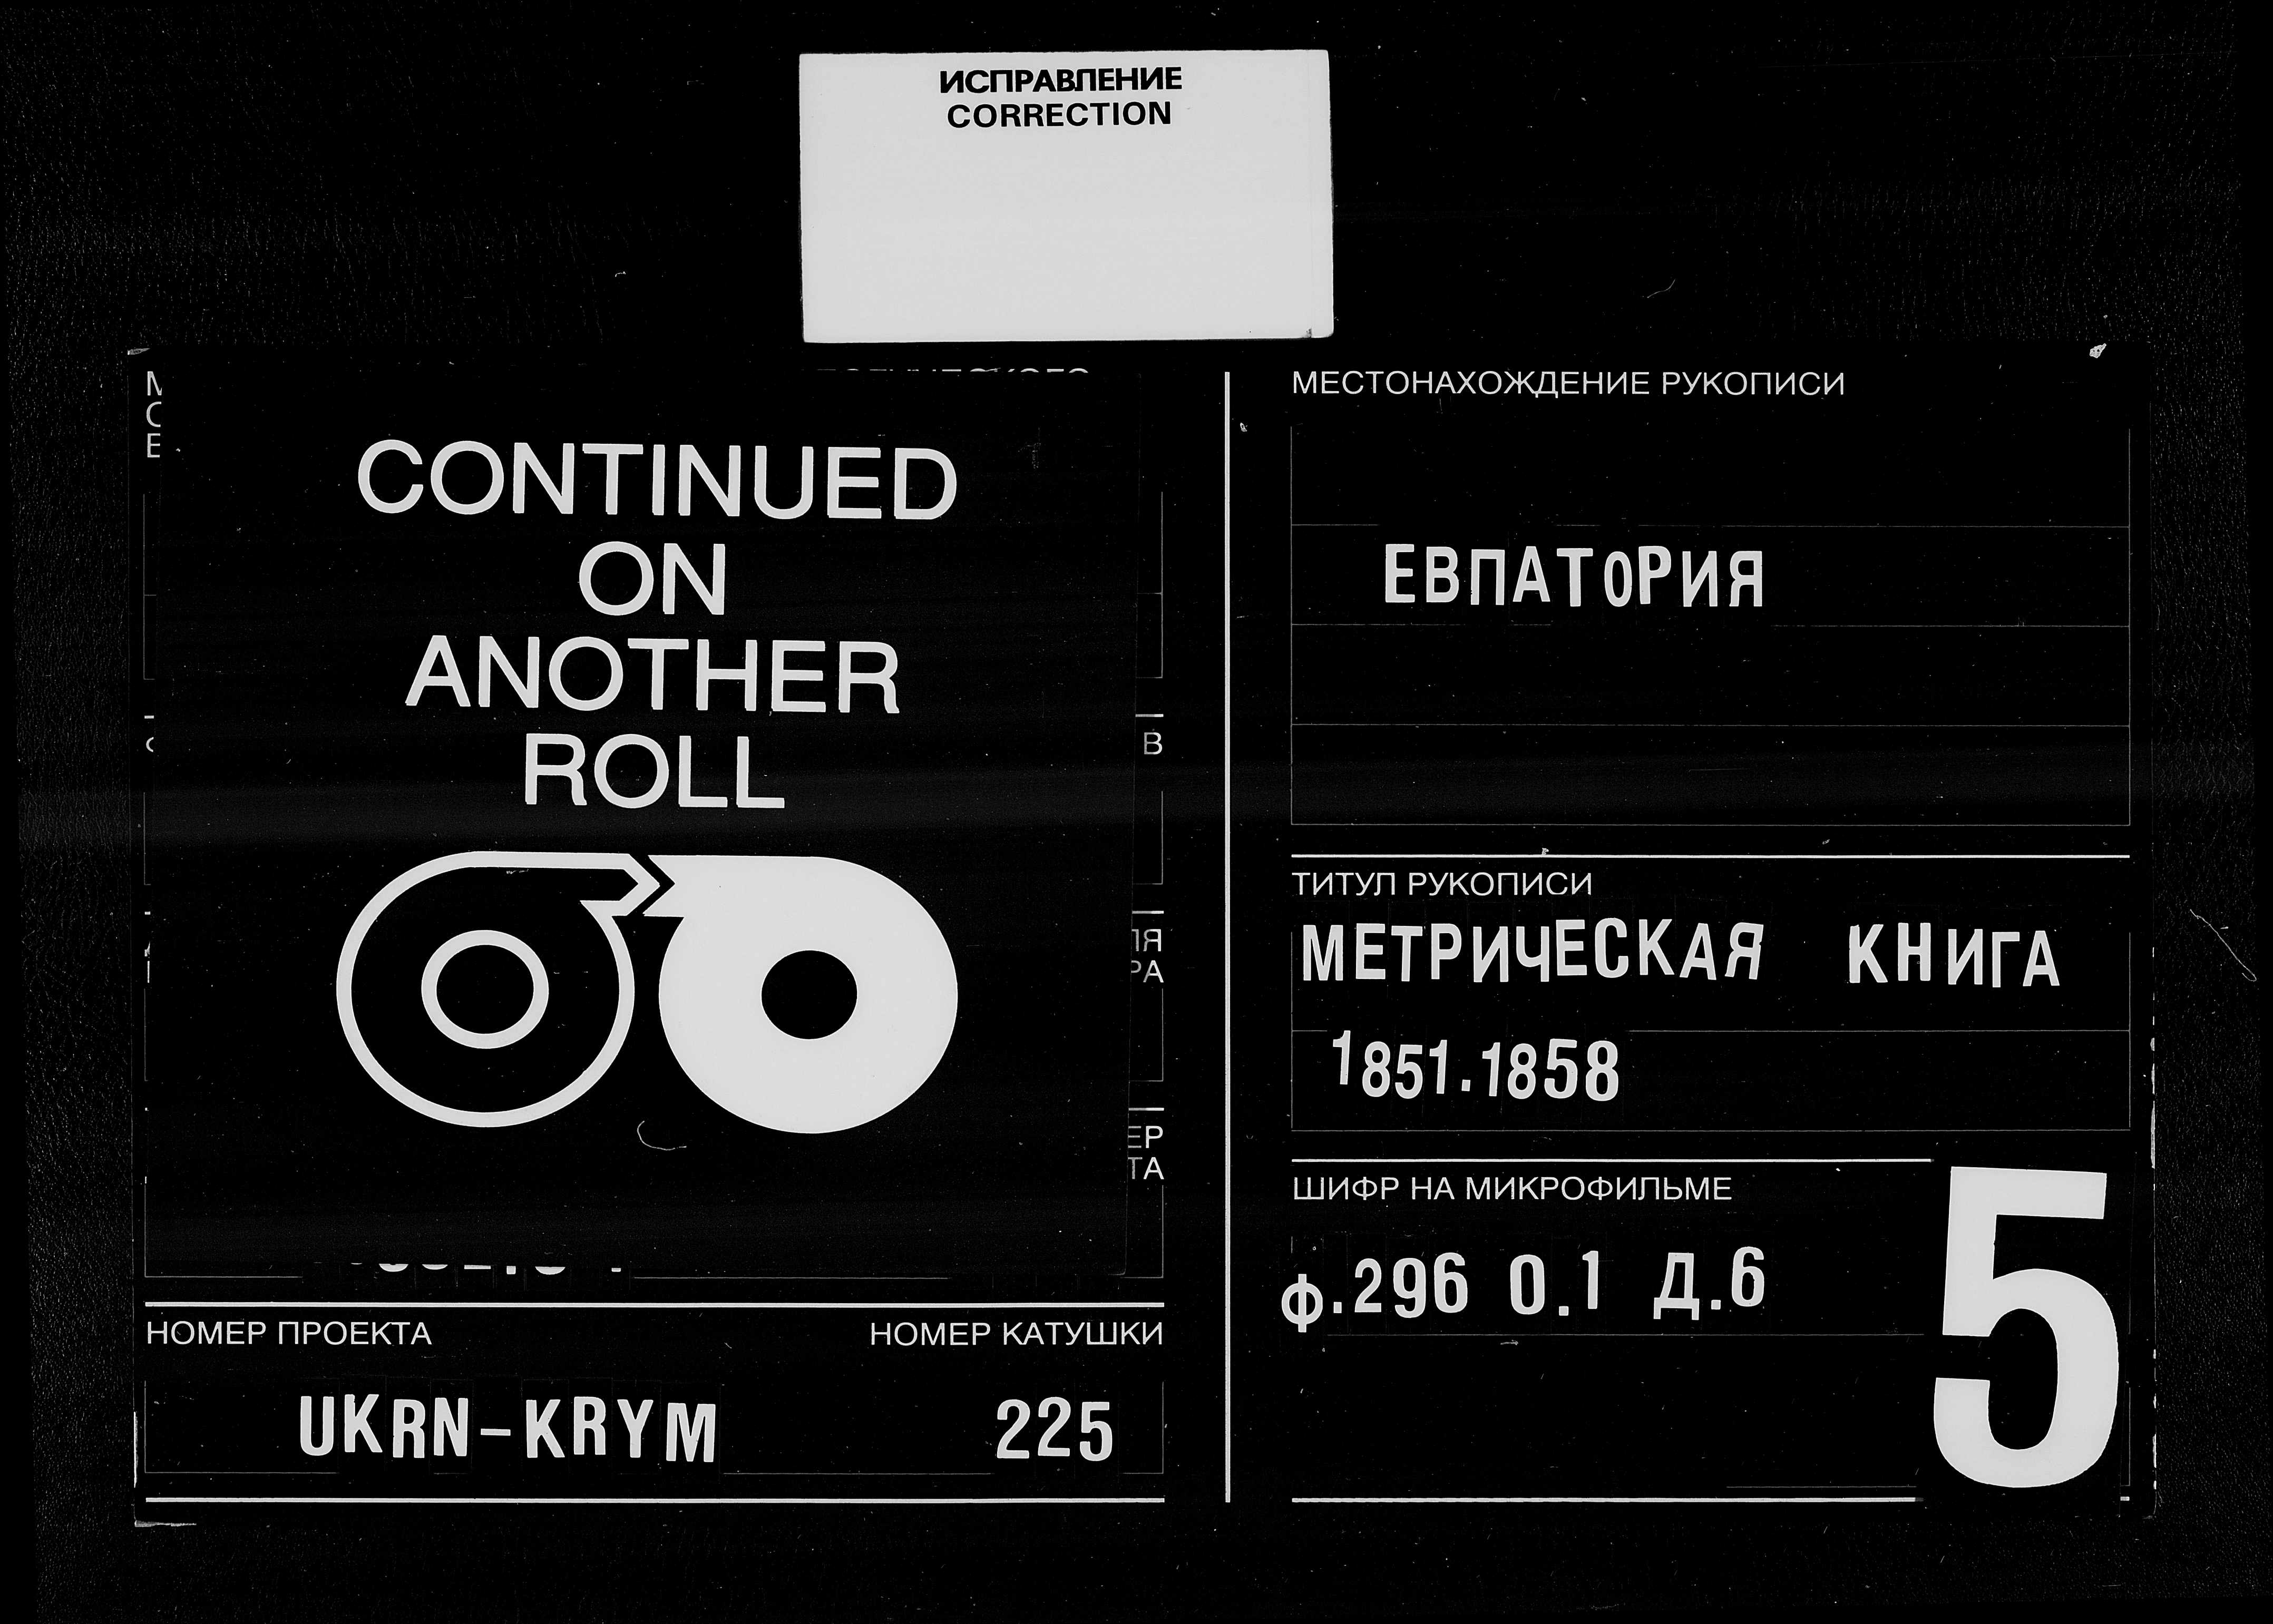 ИСПРАВЛЕНИЕ
CORRECTION
CONTINUED
ON
ANOTHER
ROLL
НОМЕР ПРОЕКТА НОМЕР КАТУШКИ
UKRN-KRYM 225
МЕСТОНАХОЖДЕНИЕ РУКОПИСИ
ЕВПАТОРИЯ
ТИТУЛ РУКОПИСИ
МЕТРИЧЕСКАЯ КНИГА
1851.1858
ШИФР НА МИКРОФИЛЬМЕ
ф.296 О.1 Д.6
5